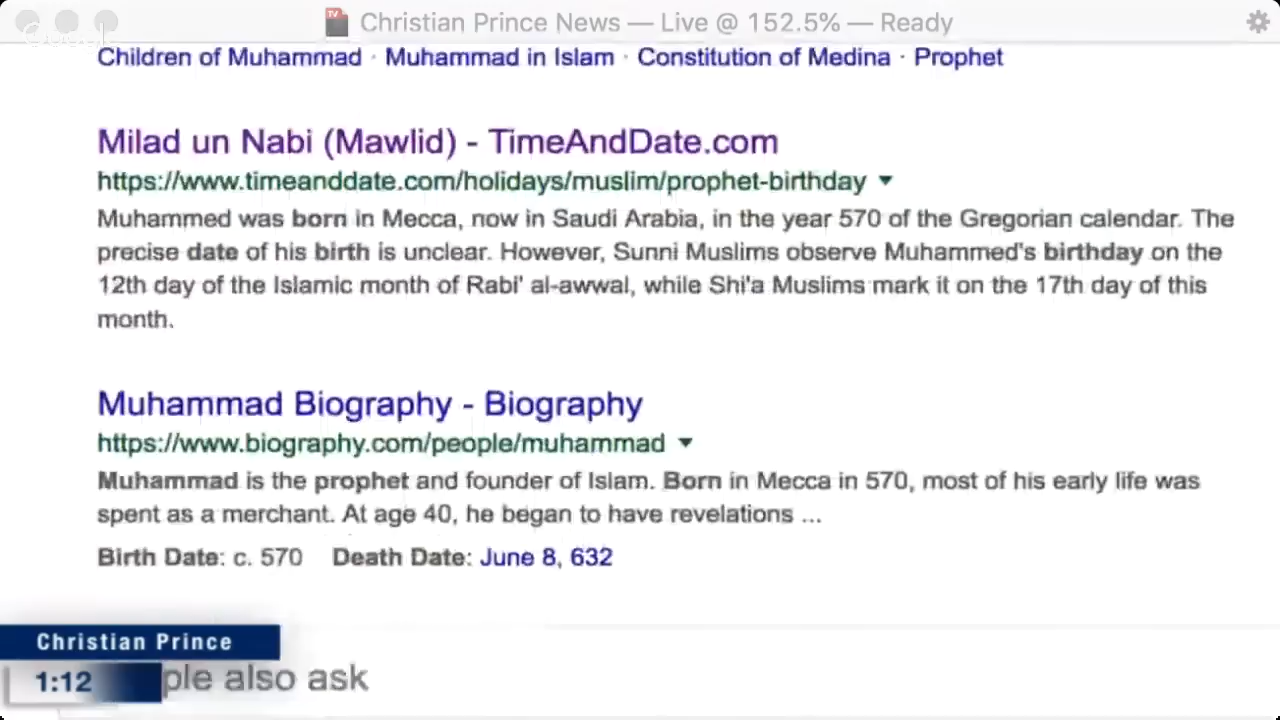 Christian Prince News — Live @ 152.5% — Ready
Google
Children of Muhammad · Muhammad in Islam · Constitution of Medina · Prophet
Milad un Nabi (Mawlid) - TimeAndDate.com
https://www.timeanddate.com/holidays/muslim/prophet-birthday
Muhammed was born in Mecca, now in Saudi Arabia, in the year 570 of the Gregorian calendar. The
precise date of his birth is unclear. However, Sunni Muslims observe Muhammed's birthday on the
12th day of the Islamic month of Rabi' al-awwal, while Shi'a Muslims mark it on the 17th day of this
month.
Muhammad Biography - Biography
https://www.biography.com/people/muhammad
Muhammad is the prophet and founder of Islam. Born in Mecca in 570, most of his early life was
spent as a merchant. At age 40, he began to have revelations ...
Birth Date: c. 570 Death Date: June 8, 632
Christian Prince
1:12
ple also ask